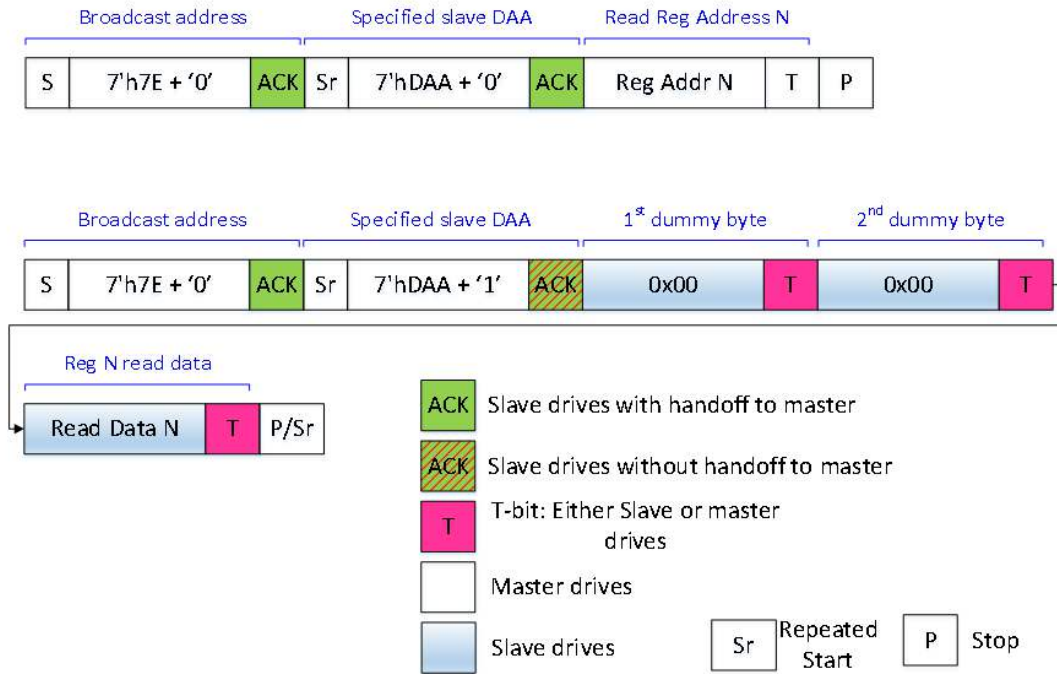 Broadcast address Specified slave DAA Read Reg Address N
S 7'h7E + ‘0’ ACK Sr 7'hDAA + ‘0’ ACK Reg Addr N T P
Broadcast address Specified slave DAA 1st dummy byte 2nd dummy byte
S 7'h7E + ‘0’ ACK Sr 7'hDAA + ‘1’ ACK 0x00 T 0x00 T
Reg N read data
Read Data N T P/Sr
ACK Slave drives with handoff to master
ACK Slave drives without handoff to master
T T-bit: Either Slave or master
drives
Master drives
Slave drives
Sr Repeated
Start
P Stop